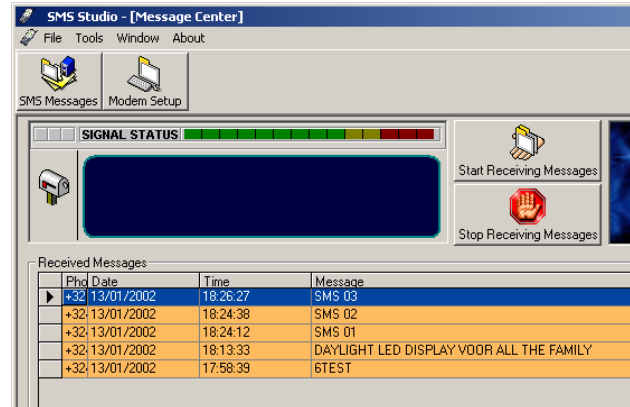 SMS Studio - [Message Center]
File Tools Window About
SMS Messages Modem Setup
SIGNAL STATUS
Start Receiving Messages
Stop Receiving Messages
Received Messages
Pho Date Time Message
+32 13/01/2002 18:26:27 SMS 03
+32 13/01/2002 18:24:38 SMS 02
+32 13/01/2002 18:24:12 SMS 01
+32 13/01/2002 18:13:33 DAYLIGHT LED DISPLAY VOOR ALL THE FAMILY
+32 13/01/2002 17:58:39 6TEST